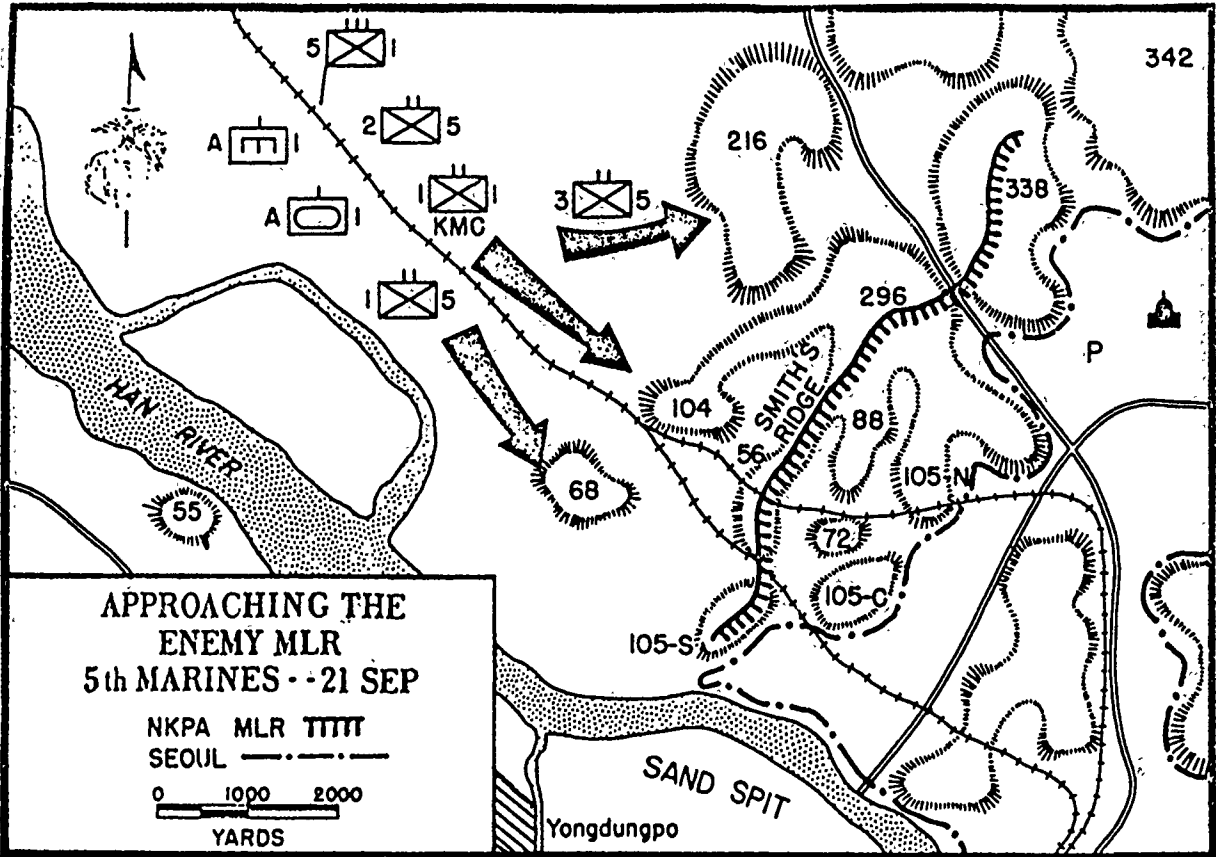 5 1
342
2 5
A 1
216
1 1
KMC
3 5
338
A 1
1 5
296
P
HAN RIVER
104
SMITH'S RIDGE
88
56
105-N
68
55
72
105-C
105-S
APPROACHING THE
ENEMY MLR
5th MARINES - - 21 SEP
NKPA MLR
SEOUL
0 1000 2000
YARDS
SAND SPIT
Yongdungpo